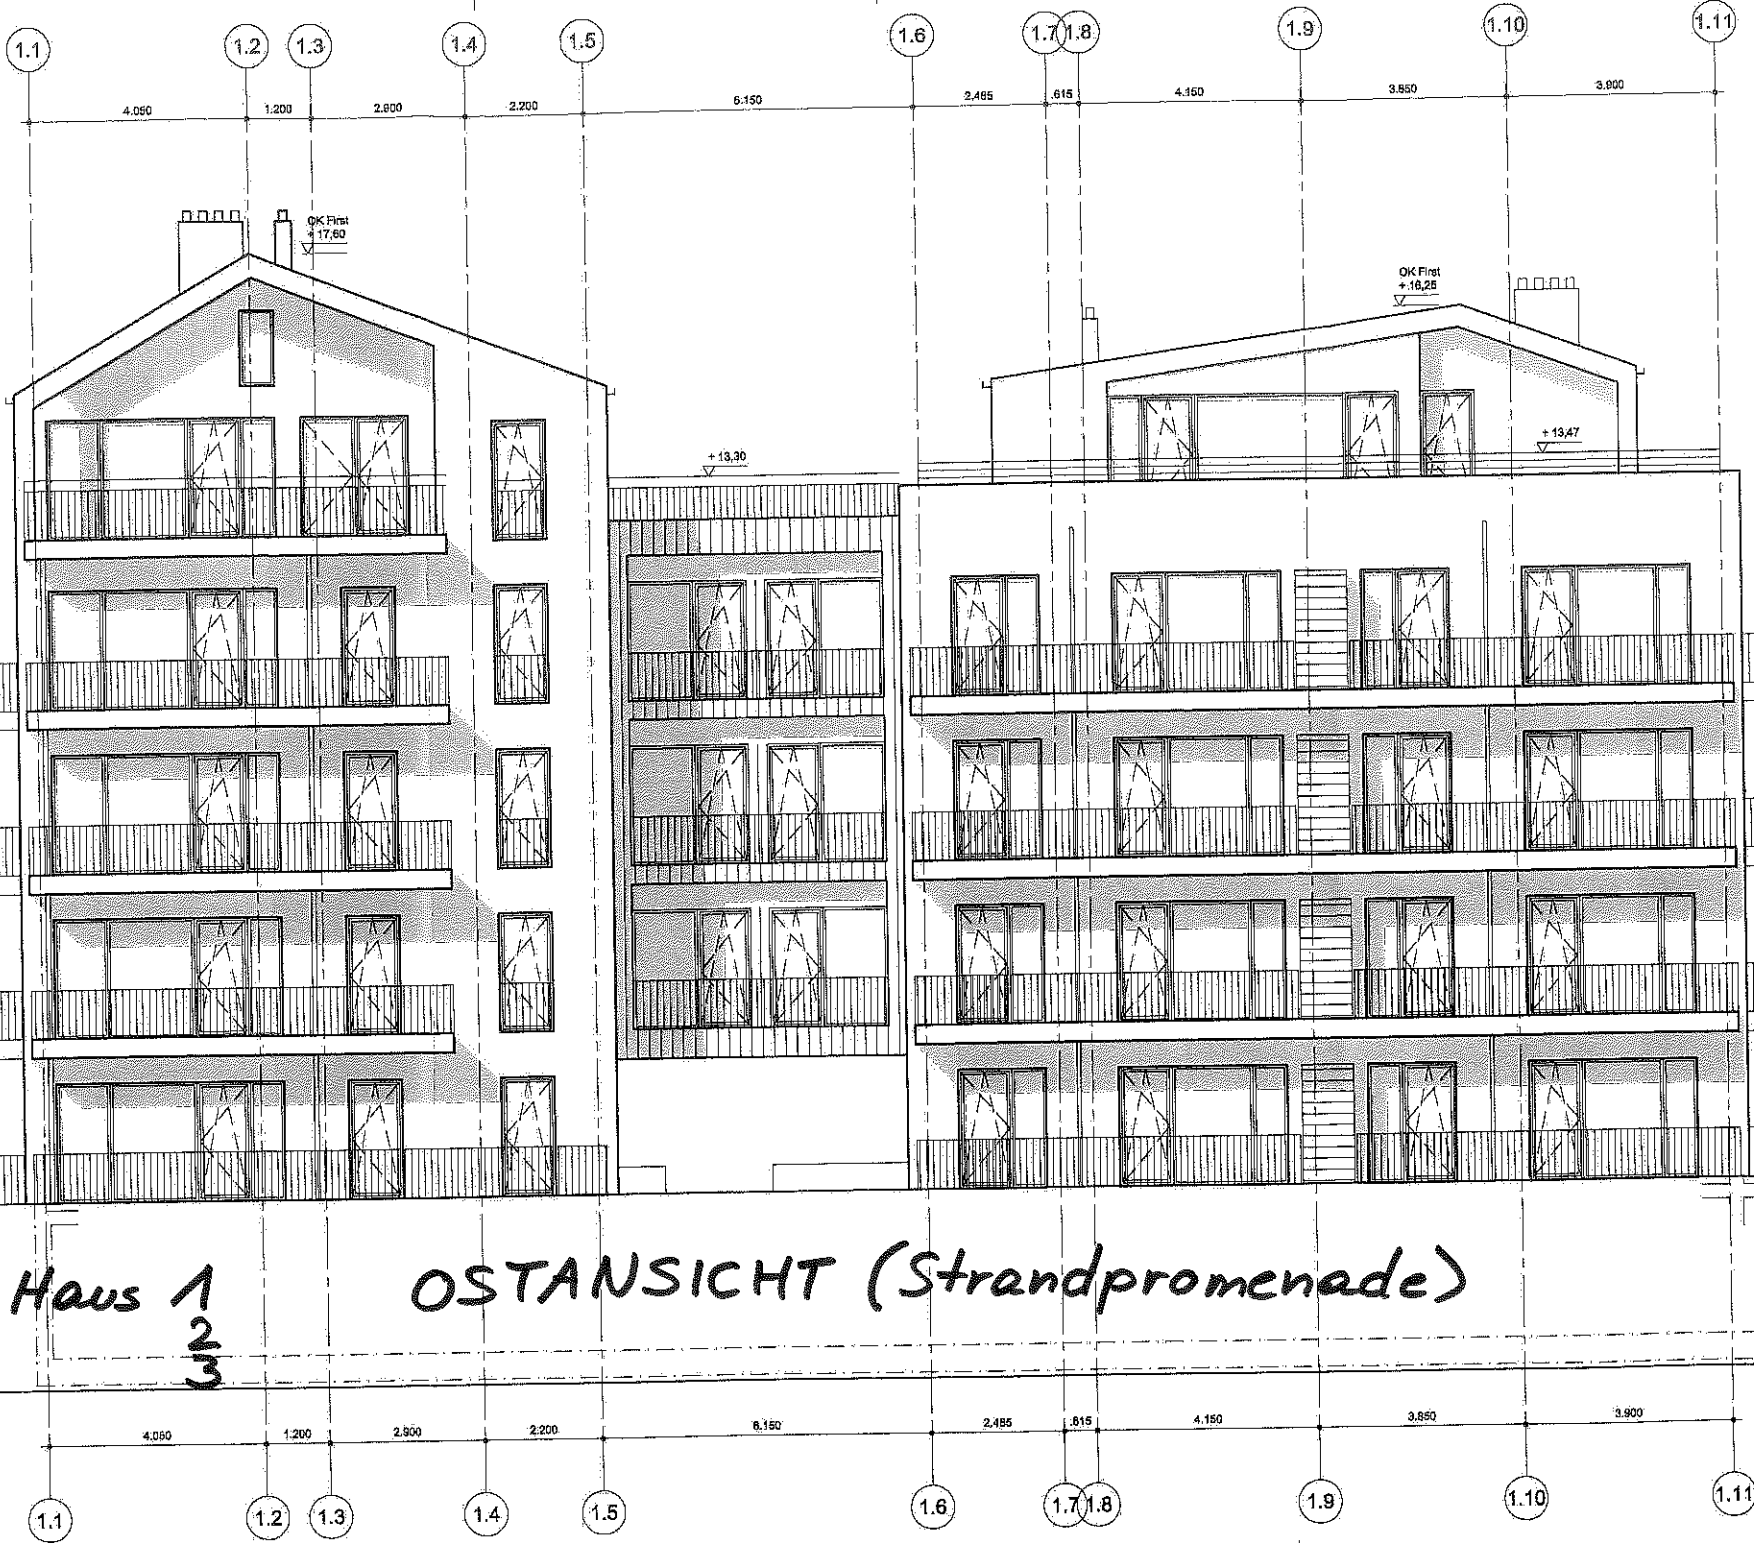 1.1 1.2 1.3 1.4 1.5 1.6 1.7 1.8 1.9 1.10 1.11
4.050 1.200 2.900 2.200 6.150 2.485 .615 4.150 3.850 3.900
OK First
+ 17,60
OK First
+ 16,25
+ 13,30
+ 13,47
Haus 1 OSTANSICHT (Strandpromenade)
2
3
4.050 1.200 2.900 2.200 6.150 2.485 .615 4.150 3.850 3.900
1.1 1.2 1.3 1.4 1.5 1.6 1.7 1.8 1.9 1.10 1.11